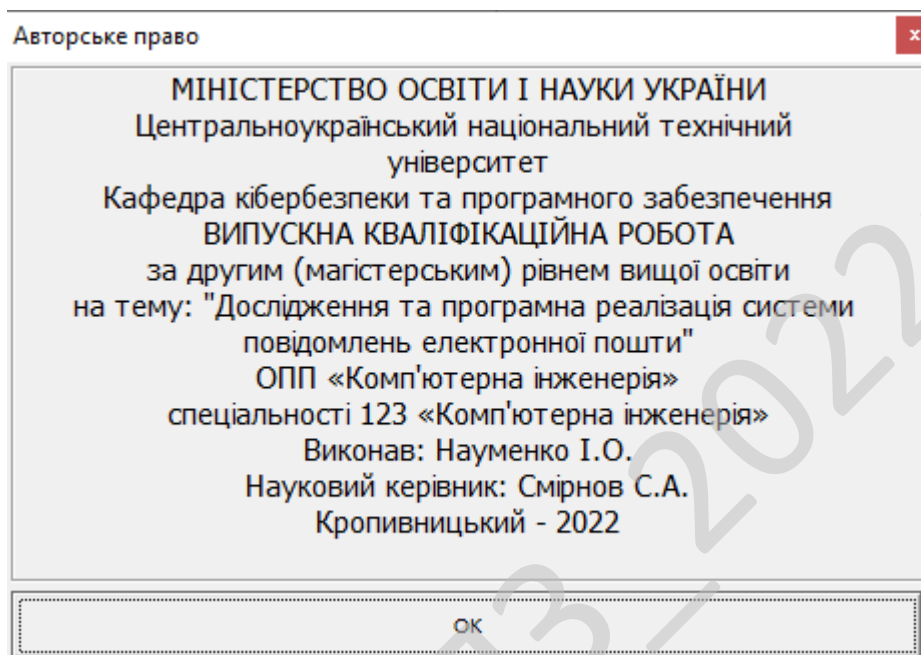 Авторське право
x
МІНІСТЕРСТВО ОСВІТИ І НАУКИ УКРАЇНИ
Центральноукраїнський національний технічний
університет
Кафедра кібербезпеки та програмного забезпечення
ВИПУСКНА КВАЛІФІКАЦІЙНА РОБОТА
за другим (магістерським) рівнем вищої освіти
на тему: "Дослідження та програмна реалізація системи
повідомлень електронної пошти"
ОПП «Комп'ютерна інженерія»
спеціальності 123 «Комп'ютерна інженерія»
Виконав: Науменко І.О.
Науковий керівник: Смірнов С.А.
Кропивницький - 2022
ОК
3_2022